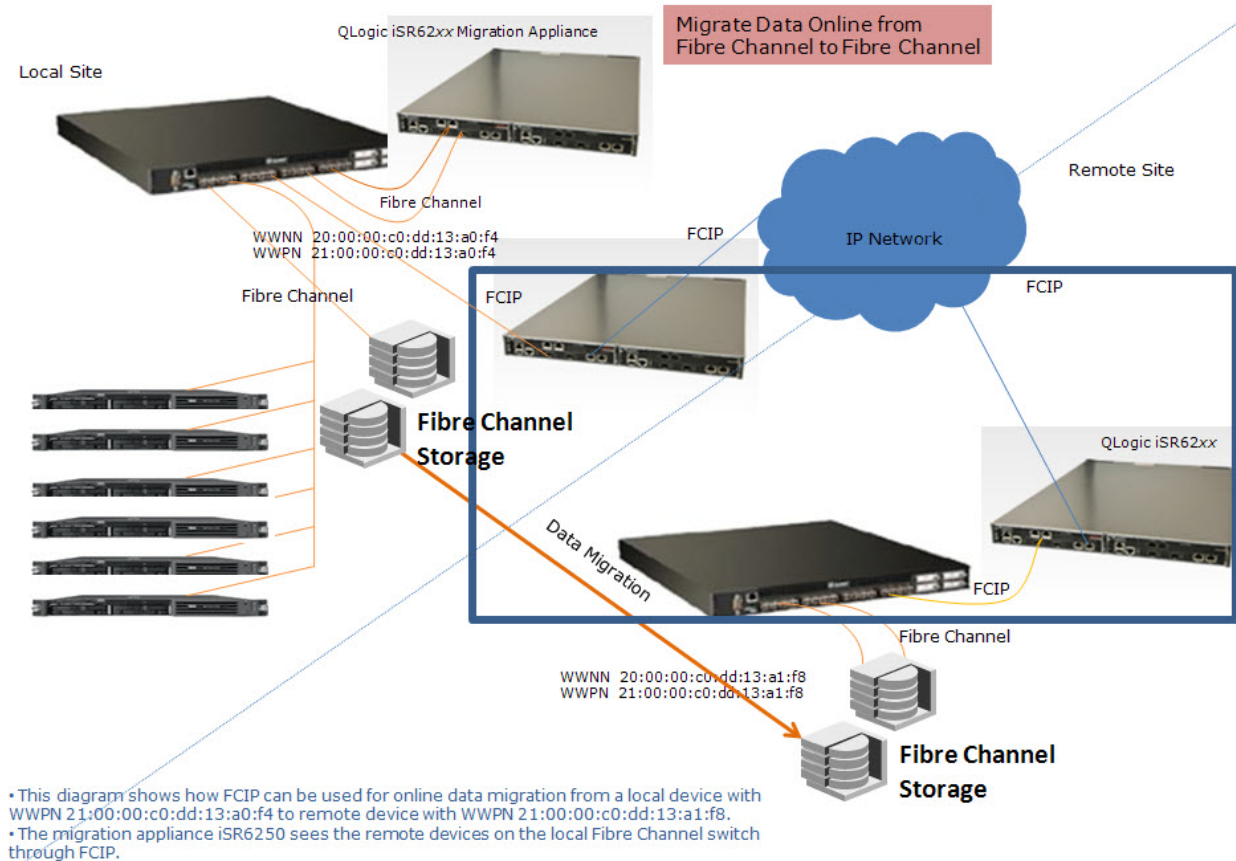 Migrate Data Online from
Fibre Channel to Fibre Channel
QLogic iSR62xx Migration Appliance
Local Site
Remote Site
Fibre Channel
WWNN 20:00:00:c0:dd:13:a0:f4
WWPN 21:00:00:c0:dd:13:a0:f4
FCIP
IP Network
Fibre Channel
FCIP
FCIP
Fibre Channel
Storage
QLogic iSR62xx
Data Migration
FCIP
Fibre Channel
WWNN 20:00:00:c0:dd:13:a1:f8
WWPN 21:00:00:c0:dd:13:a1:f8
Fibre Channel
Storage
• This diagram shows how FCIP can be used for online data migration from a local device with
WWPN 21:00:00:c0:dd:13:a0:f4 to remote device with WWPN 21:00:00:c0:dd:13:a1:f8.
• The migration appliance iSR6250 sees the remote devices on the local Fibre Channel switch
through FCIP.